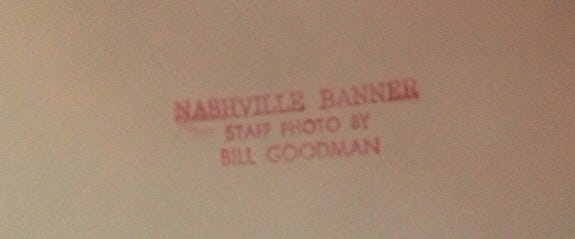 NASHVILLE BANNER
STAFF PHOTO BY
BILL GOODMAN